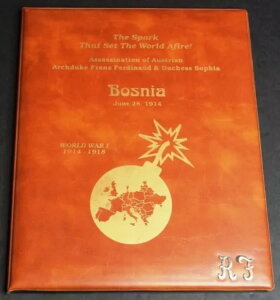 The Spark
That Set The World Afire!
Assassination of Austrian
Archduke Franz Ferdinand & Duchess Sophia
Bosnia
June 28, 1914
WORLD WAR I
1914 - 1918
R F